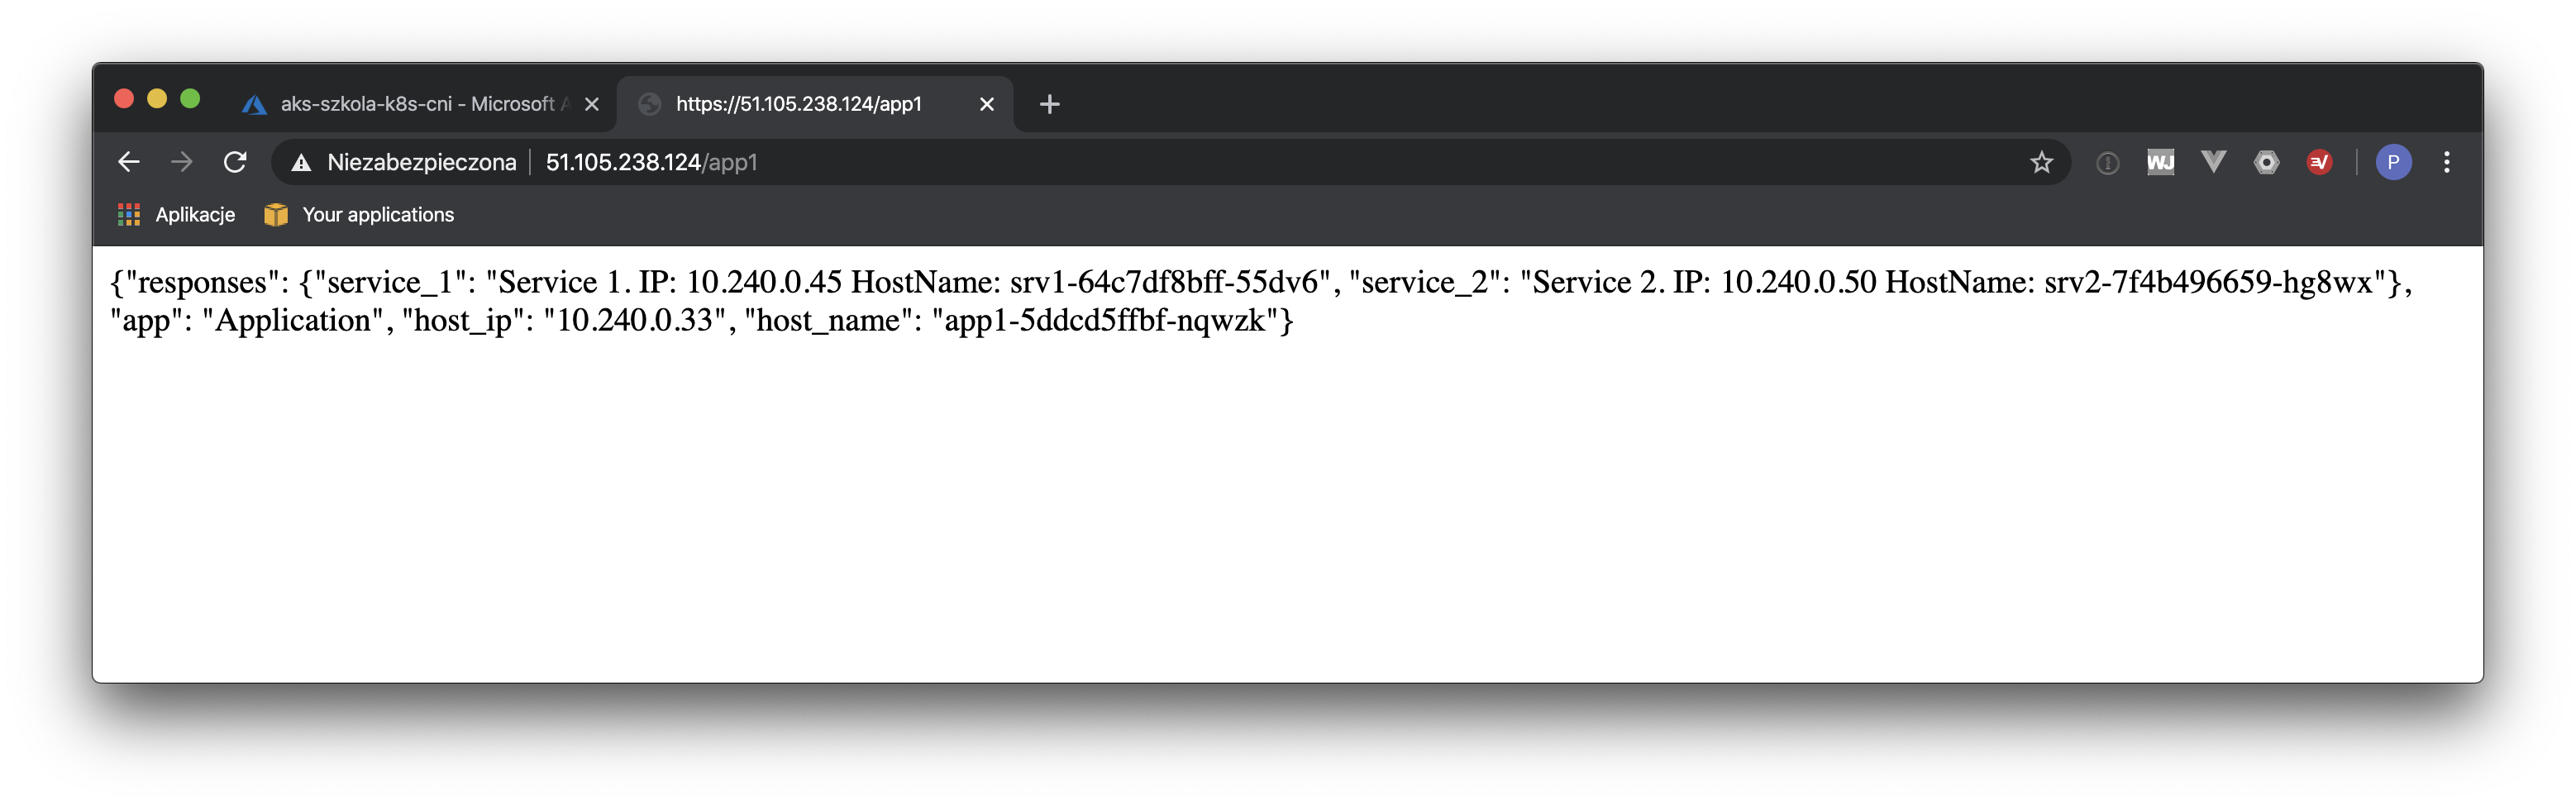 aks-szkola-k8s-cni - Microsoft A
https://51.105.238.124/app1
Niezabezpieczona
51.105.238.124/app1
WJ
P
Aplikacje
Your applications
{"responses": {"service_1": "Service 1. IP: 10.240.0.45 HostName: srv1-64c7df8bff-55dv6", "service_2": "Service 2. IP: 10.240.0.50 HostName: srv2-7f4b496659-hg8wx"},
"app": "Application", "host_ip": "10.240.0.33", "host_name": "app1-5ddcd5ffbf-nqwzk"}